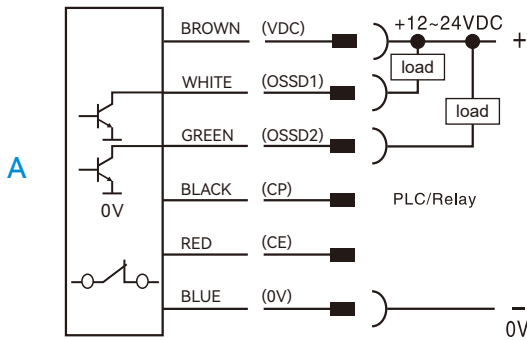 BROWN (VDC) +12~24VDC +
load
WHITE (OSSD1)
load
GREEN (OSSD2)
A
BLACK (CP) PLC/Relay
0V
RED (CE)
BLUE (0V) −
0V